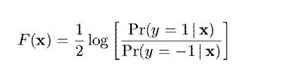 F(x) = 1/2 log [ Pr(y = 1 | x) / Pr(y = −1 | x) ]